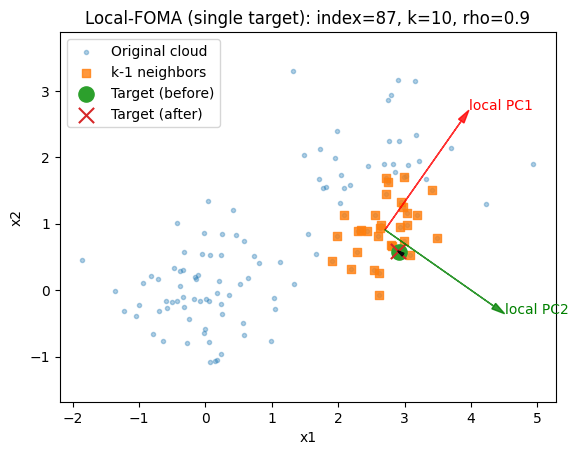 Local-FOMA (single target): index=87, k=10, rho=0.9
Original cloud
k-1 neighbors
Target (before)
Target (after)
local PC1
local PC2
x2
3
2
1
0
−1
−2
−1
0
1
2
3
4
5
x1